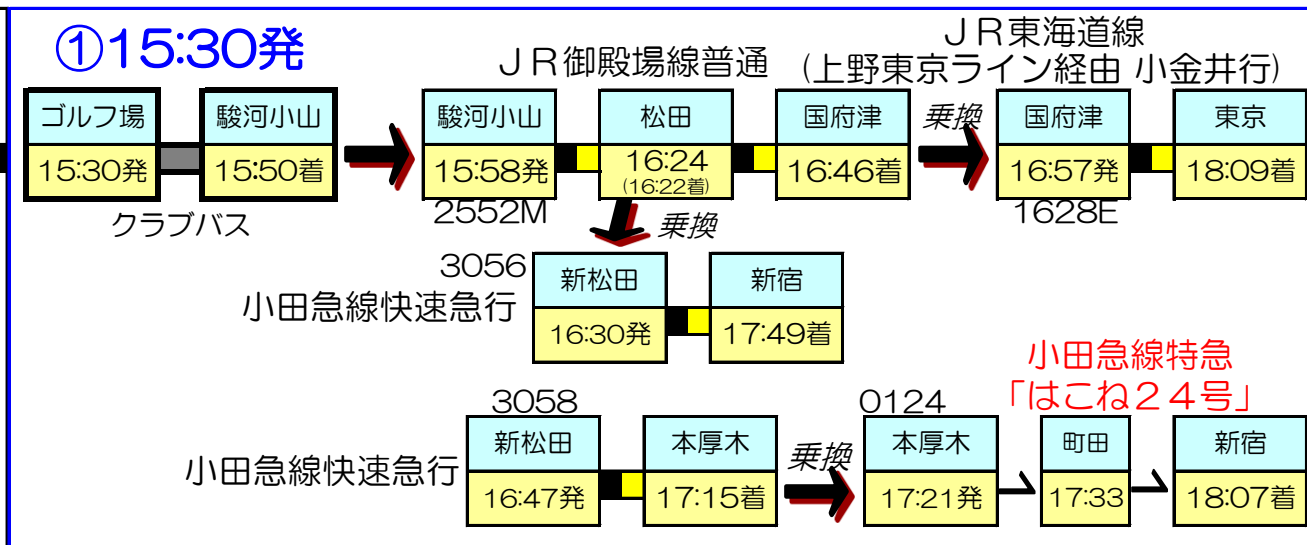 ①15:30発
JR御殿場線普通
JR東海道線
(上野東京ライン経由 小金井行)
ゴルフ場
駿河小山
駿河小山
松田
国府津
乗換
国府津
東京
15:30発
15:50着
15:58発
16:24
(16:22着)
16:46着
16:57発
18:09着
クラブバス
2552M
乗換
1628E
3056
小田急線快速急行
新松田
新宿
16:30発
17:49着
小田急線特急
「はこね24号」
3058
0124
小田急線快速急行
新松田
本厚木
乗換
本厚木
町田
新宿
16:47発
17:15着
17:21発
17:33
18:07着